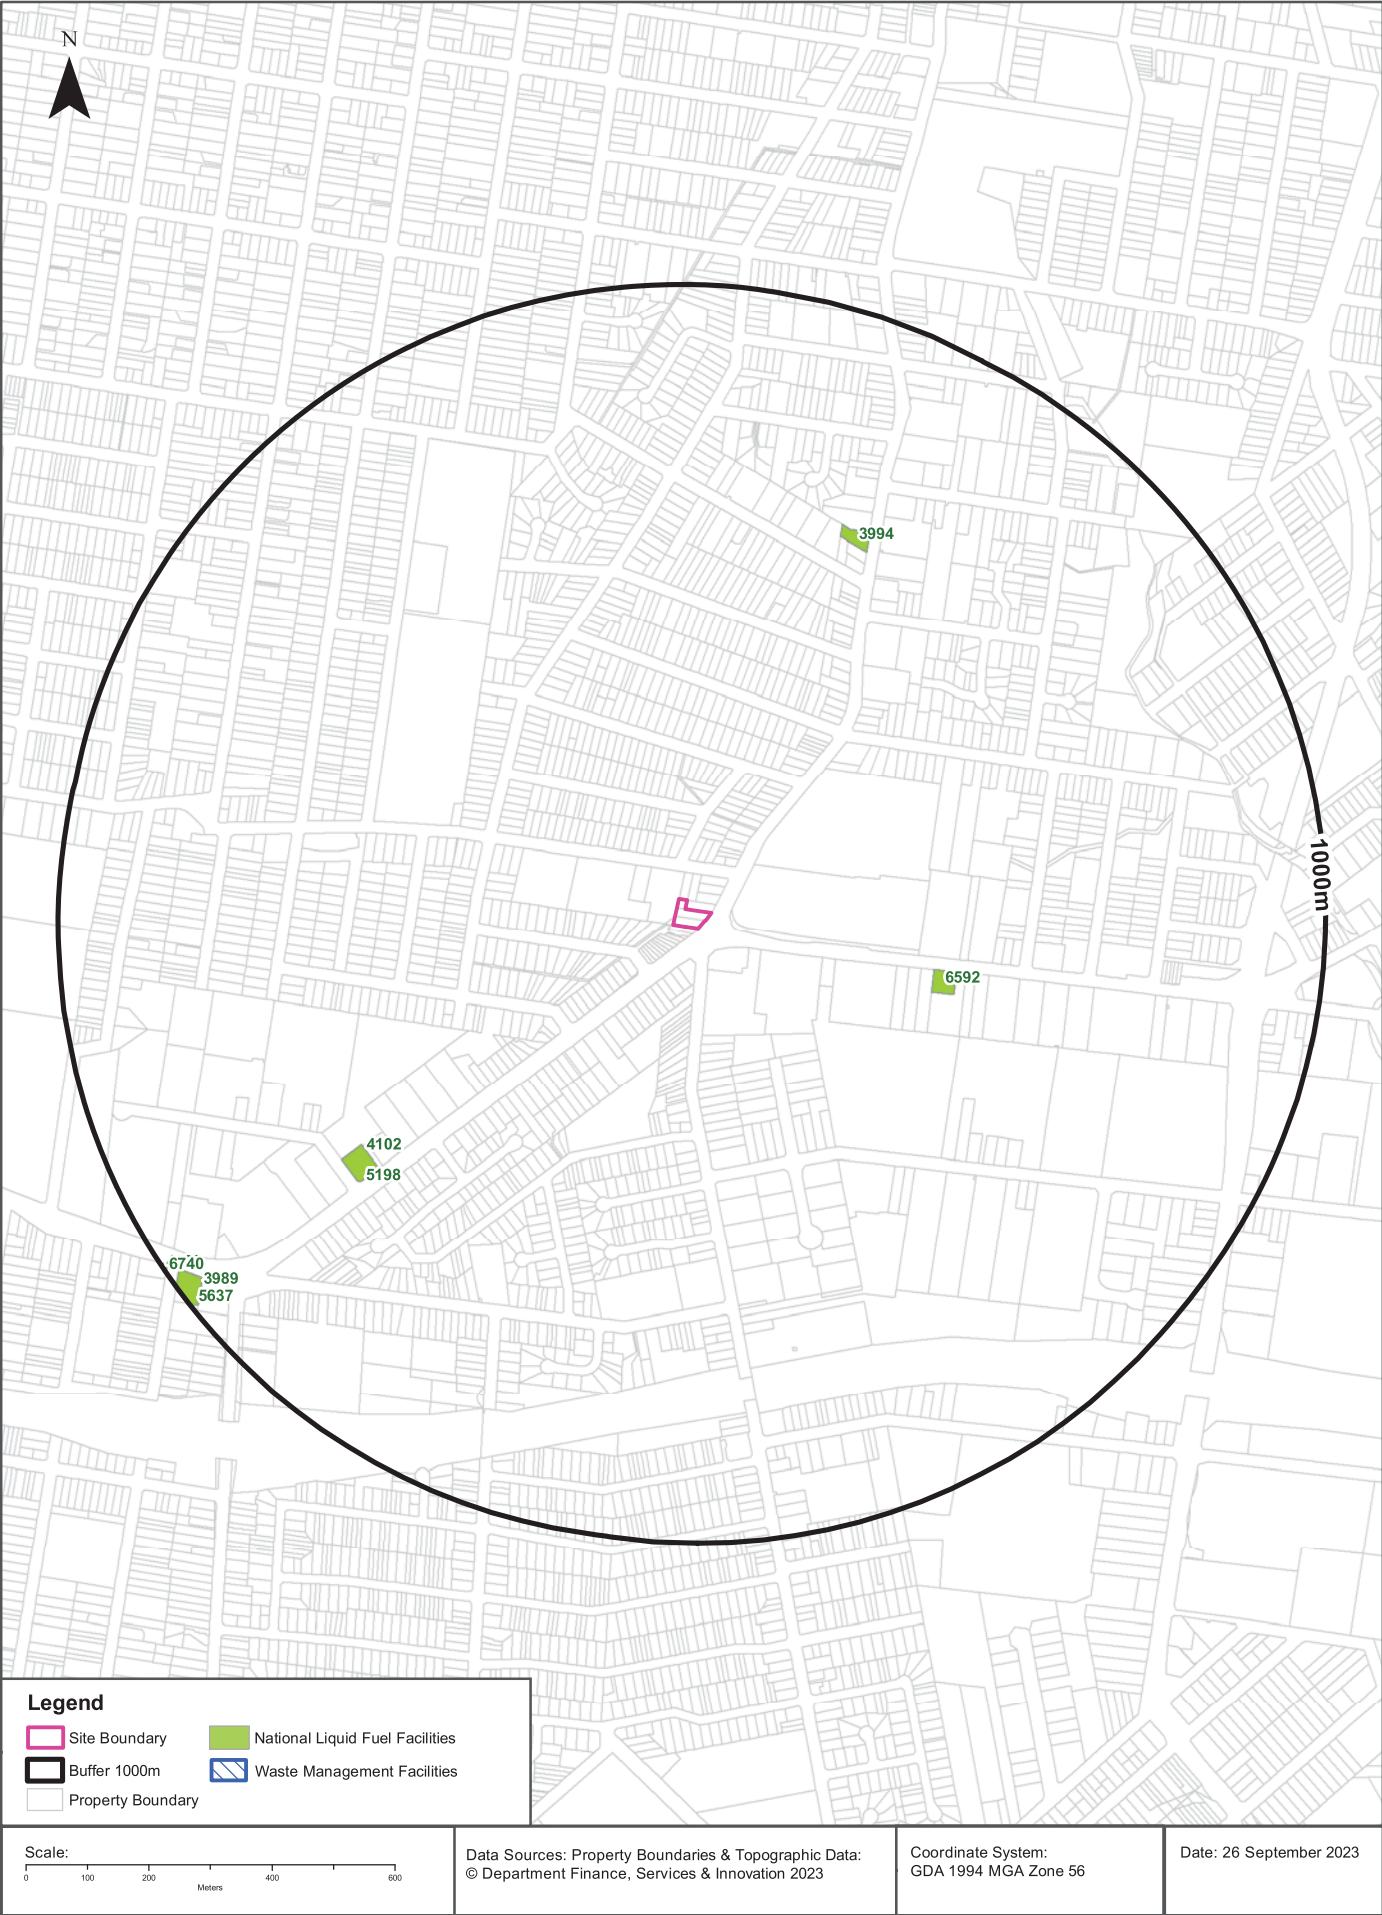 N
3994
1000m
6592
4102
5198
6740
3989
5637
Legend
Site Boundary
National Liquid Fuel Facilities
Buffer 1000m
Waste Management Facilities
Property Boundary
Scale:
0 100 200 400 600
Meters
Data Sources: Property Boundaries & Topographic Data:
© Department Finance, Services & Innovation 2023
Coordinate System:
GDA 1994 MGA Zone 56
Date: 26 September 2023